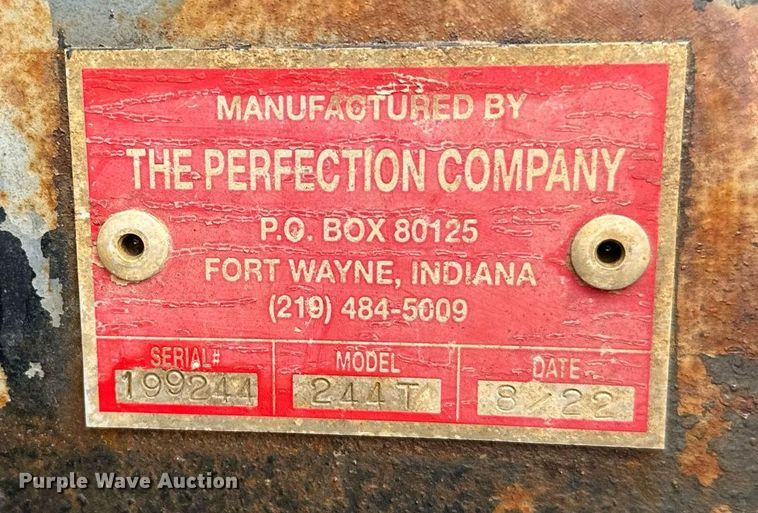 MANUFACTURED BY
THE PERFECTION COMPANY
P.O. BOX 80125
FORT WAYNE, INDIANA
(219) 484-5009
SERIAL# MODEL DATE
199244 244T 8/22
Purple Wave Auction